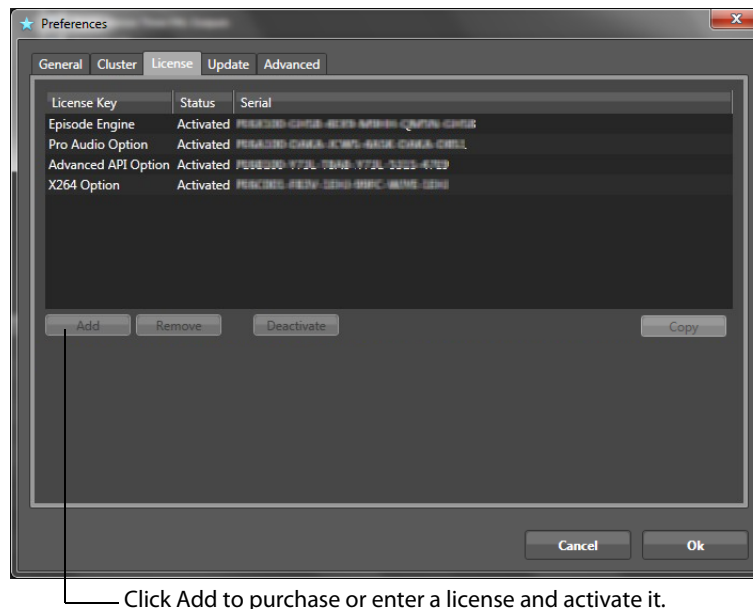 Preferences
General Cluster License Update Advanced
License Key Status Serial
Episode Engine Activated
Pro Audio Option Activated
Advanced API Option Activated
X264 Option Activated
Add Remove Deactivate Copy
Cancel Ok
Click Add to purchase or enter a license and activate it.